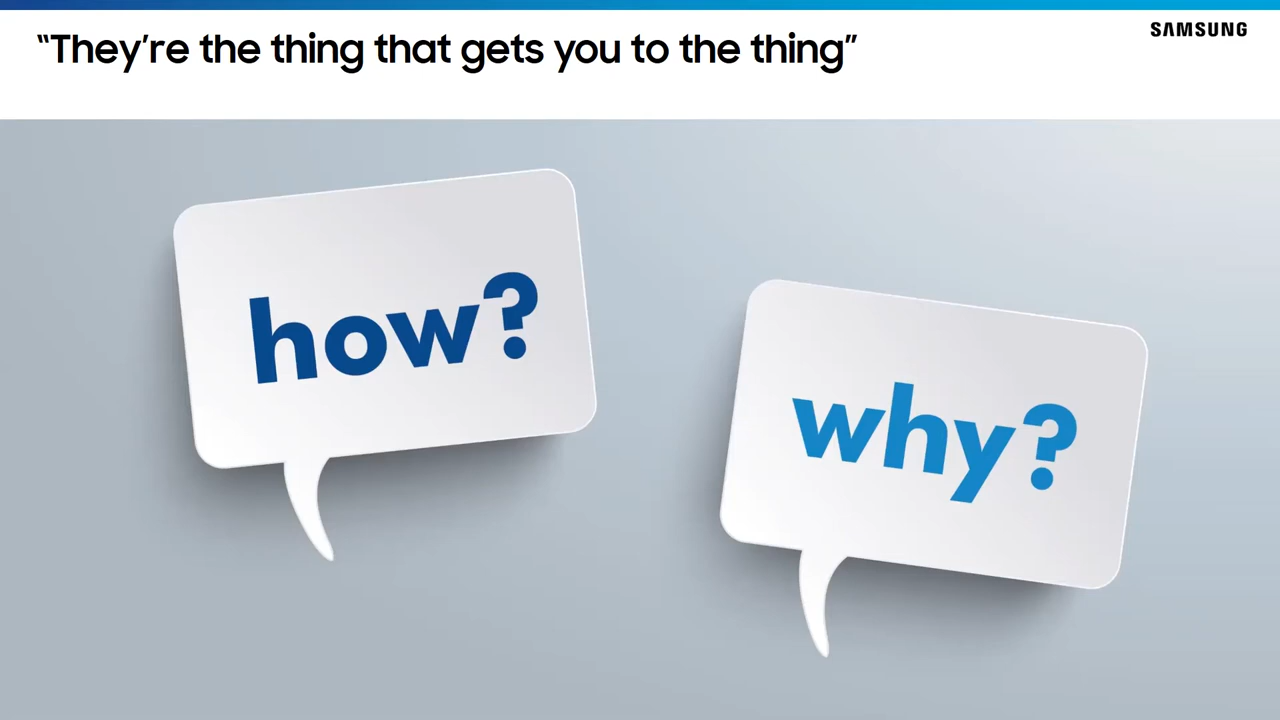 “They’re the thing that gets you to the thing”
SAMSUNG
how?
why?